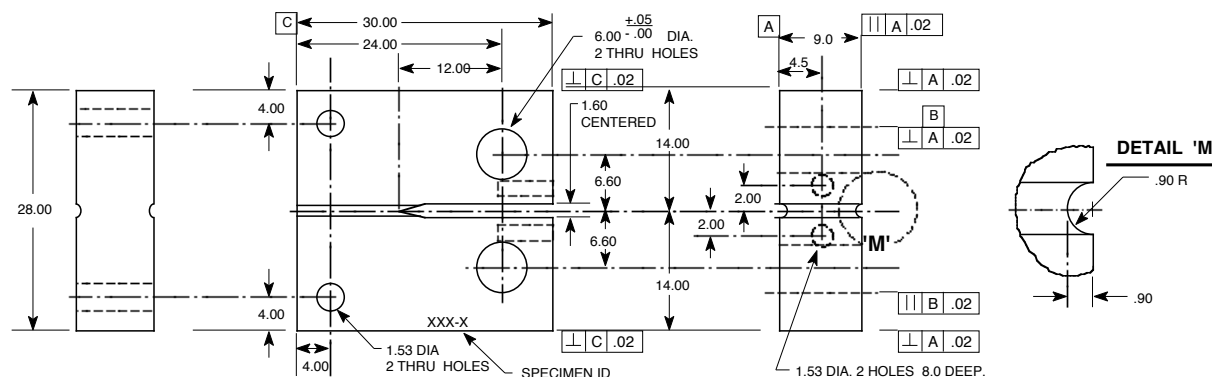 C
30.00
24.00
12.00
6.00 +.05 -.00 DIA.
2 THRU HOLES
A
9.0
|| A .02
4.5
⊥ C .02
⊥ A .02
B
⊥ A .02
4.00
1.60
CENTERED
14.00
6.60
2.00
28.00
2.00
6.60
'M'
DETAIL 'M
.90 R
.90
14.00
4.00
|| B .02
XXX-X
⊥ C .02
⊥ A .02
4.00
1.53 DIA
2 THRU HOLES
SPECIMEN ID
1.53 DIA. 2 HOLES 8.0 DEEP.